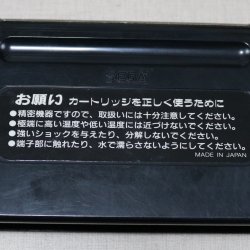 SEGA
お願い カートリッジを正しく使うために
●精密機器ですので、取扱いには十分注意してください。
●極端に高い温度や低い温度には近づけないでください。
●強いショックを与えたり、分解しないでください。
●端子部に触れたり、水で濡らさないようにしてください。
MADE IN JAPAN